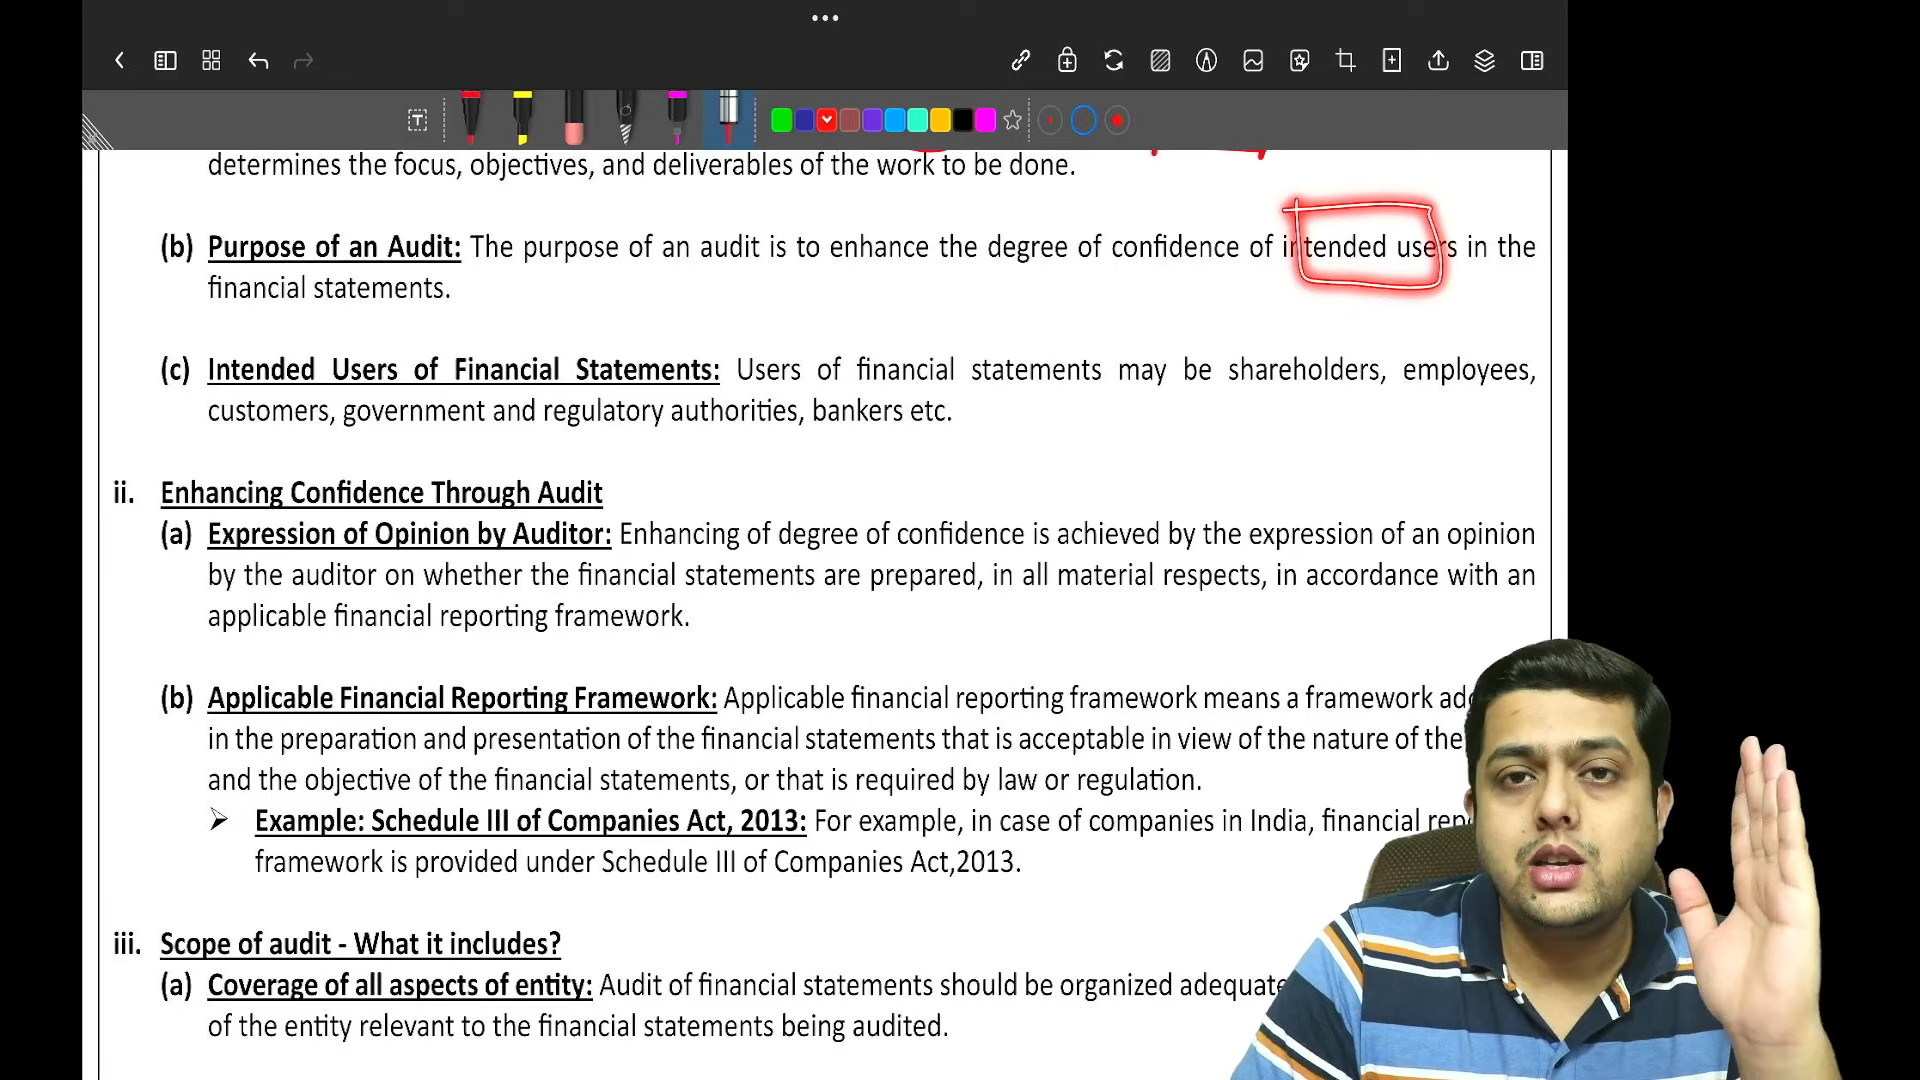 determines the focus, objectives, and deliverables of the work to be done.
(b) Purpose of an Audit: The purpose of an audit is to enhance the degree of confidence of intended users in the
financial statements.
(c) Intended Users of Financial Statements: Users of financial statements may be shareholders, employees,
customers, government and regulatory authorities, bankers etc.
ii. Enhancing Confidence Through Audit
(a) Expression of Opinion by Auditor: Enhancing of degree of confidence is achieved by the expression of an opinion
by the auditor on whether the financial statements are prepared, in all material respects, in accordance with an
applicable financial reporting framework.
(b) Applicable Financial Reporting Framework: Applicable financial reporting framework means a framework
in the preparation and presentation of the financial statements that is acceptable in view of the nature of the
and the objective of the financial statements, or that is required by law or regulation.
➢ Example: Schedule III of Companies Act, 2013: For example, in case of companies in India, financial
framework is provided under Schedule III of Companies Act,2013.
iii. Scope of audit - What it includes?
(a) Coverage of all aspects of entity: Audit of financial statements should be organized
of the entity relevant to the financial statements being audited.